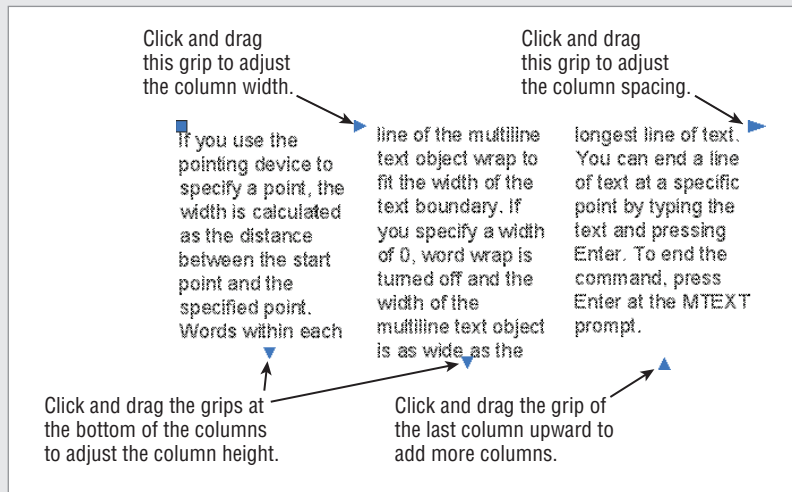 Click and drag
this grip to adjust
the column width.
Click and drag
this grip to adjust
the column spacing.
If you use the
pointing device to
specify a point, the
width is calculated
as the distance
between the start
point and the
specified point.
Words within each
line of the multiline
text object wrap to
fit the width of the
text boundary. If
you specify a width
of 0, word wrap is
turned off and the
width of the
multiline text object
is as wide as the
longest line of text.
You can end a line
of text at a specific
point by typing the
text and pressing
Enter. To end the
command, press
Enter at the MTEXT
prompt.
Click and drag the grips at
the bottom of the columns
to adjust the column height.
Click and drag the grip of
the last column upward to
add more columns.